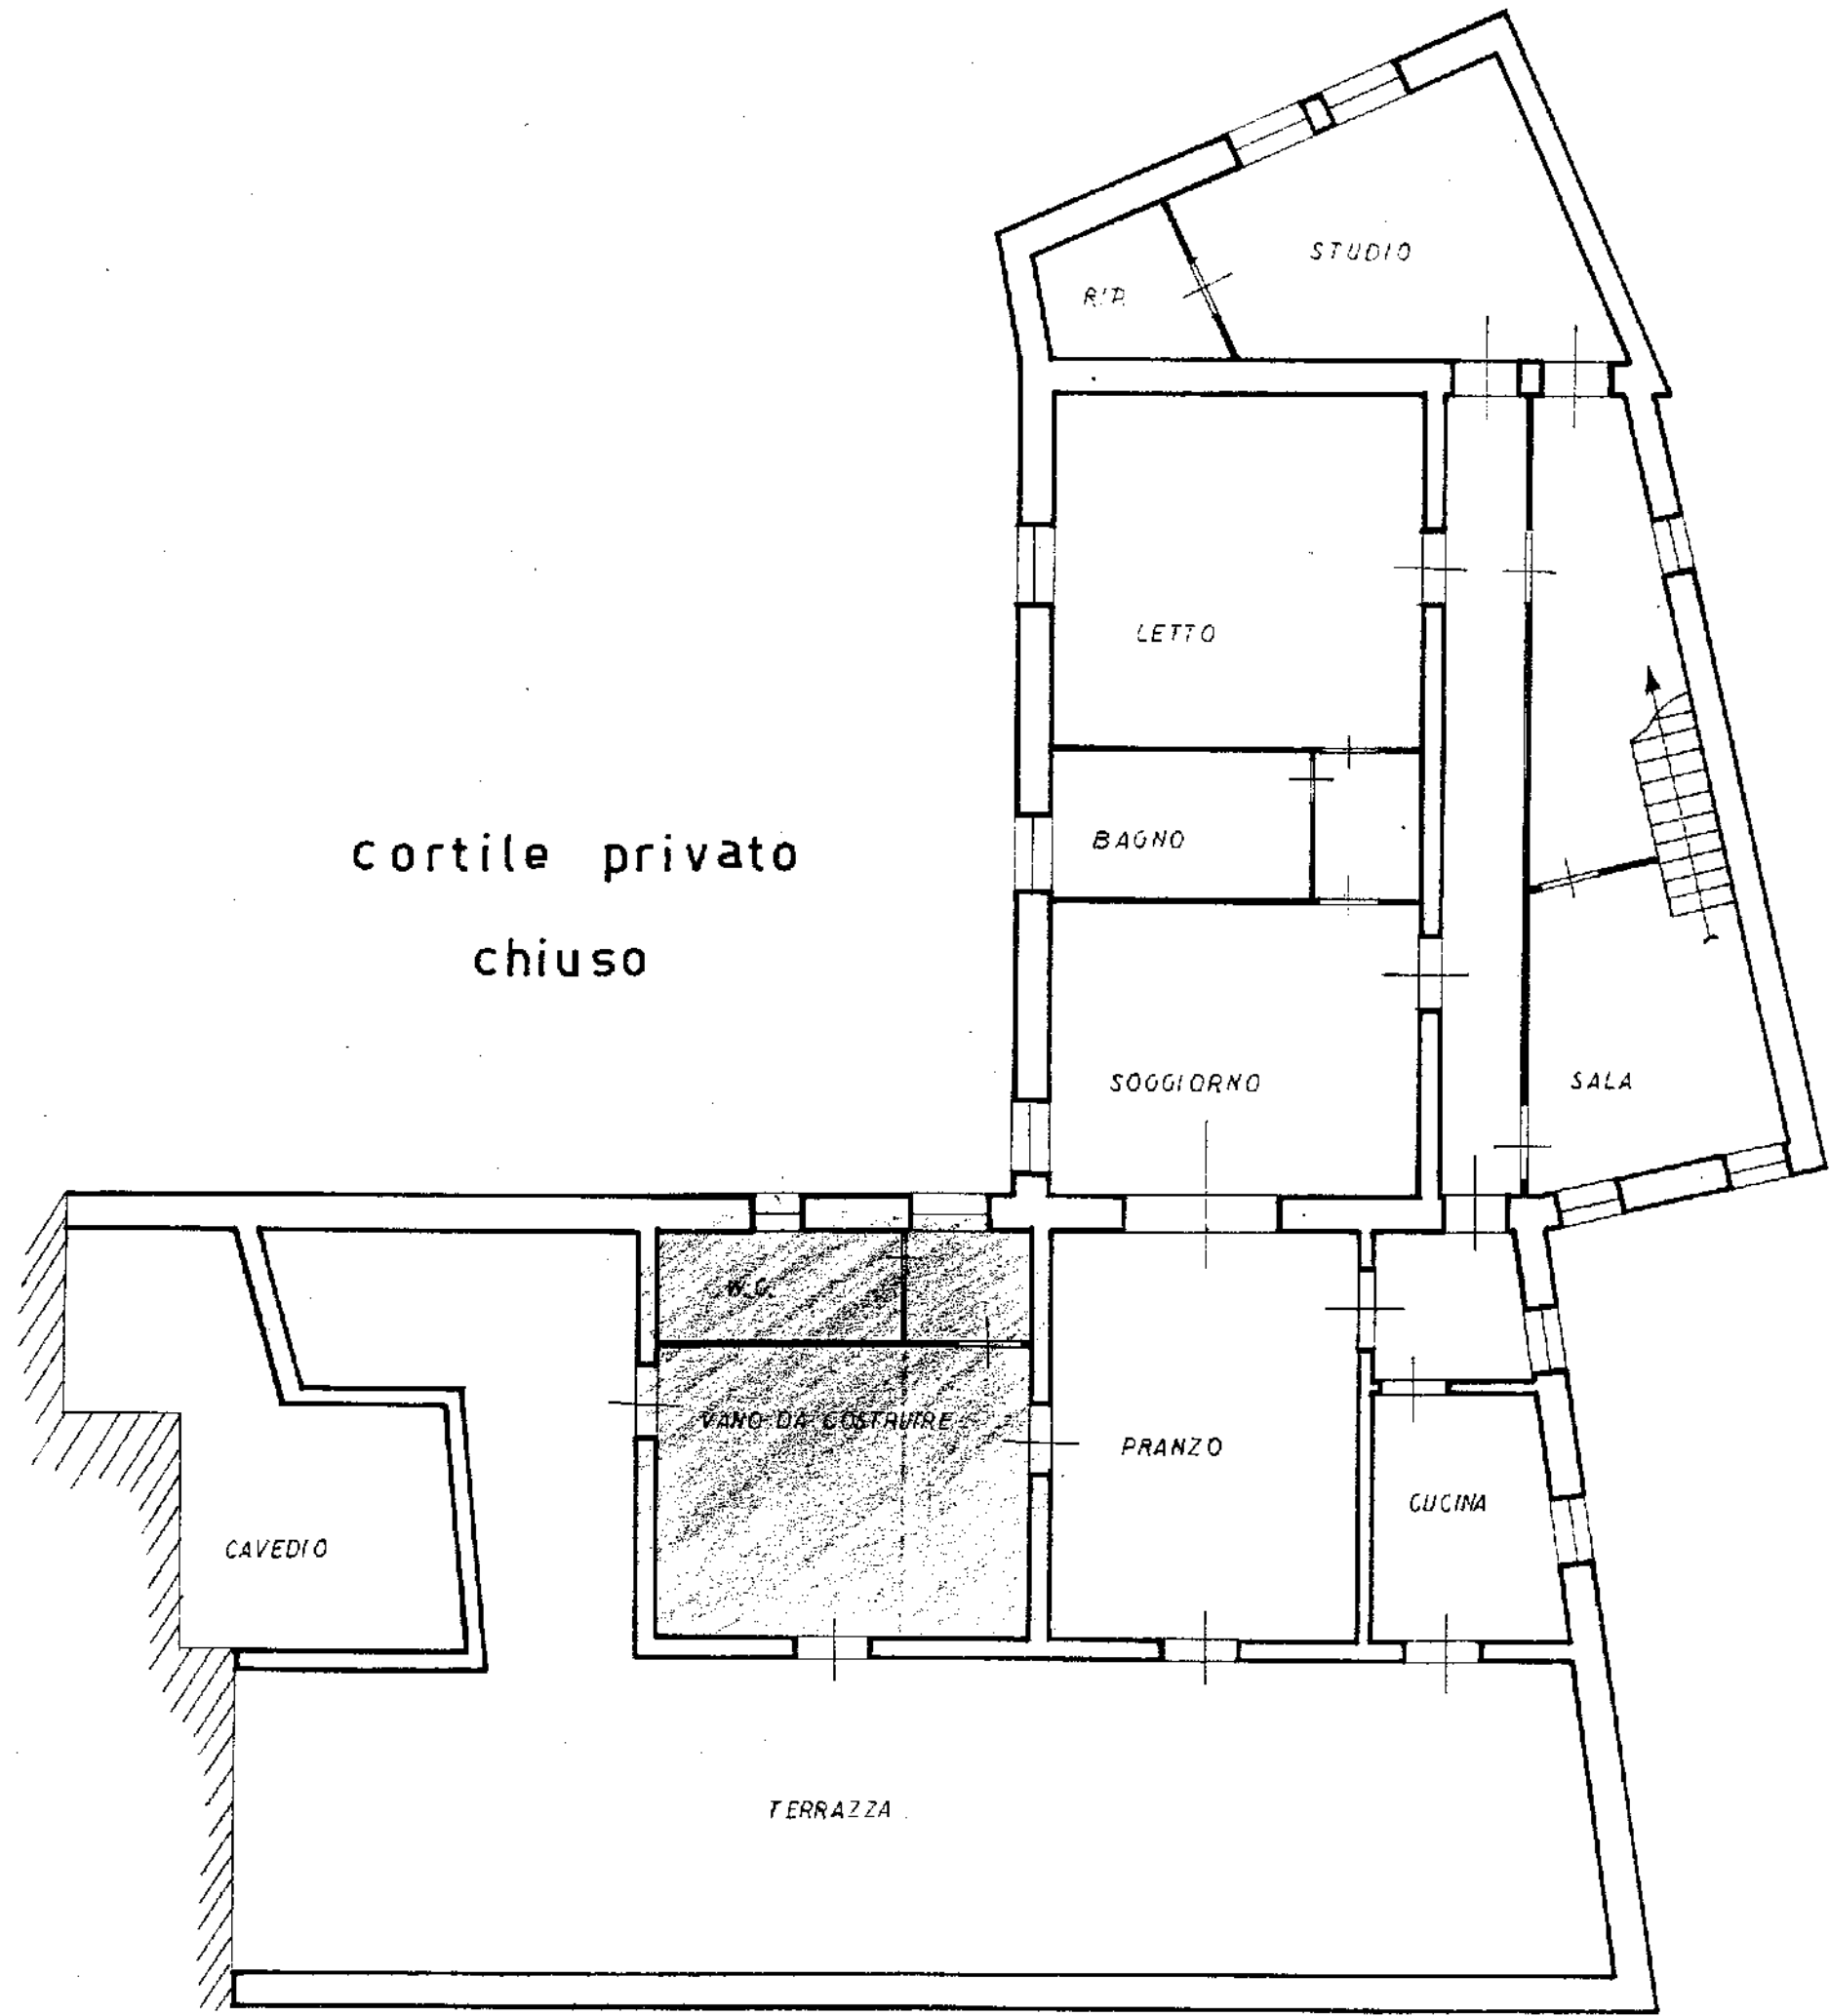 STUDIO
RIP.
LETTO
BAGNO
cortile privato
chiuso
SOGGIORNO
SALA
W.C.
VANO DA COSTRUIRE
PRANZO
CUCINA
CAVEDIO
TERRAZZA